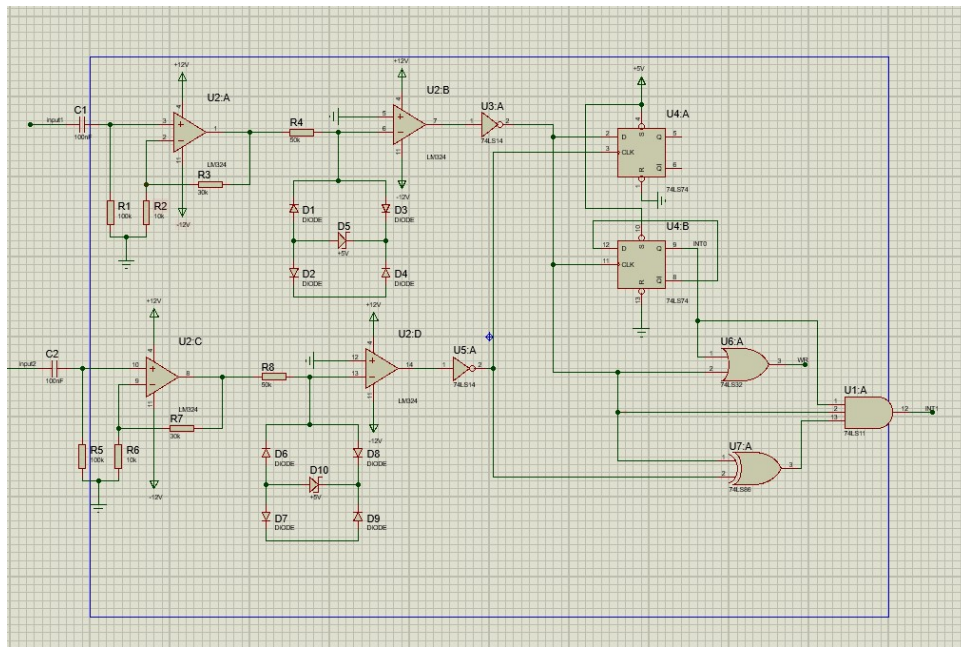 +12V
+12V
+5V
C1
input1
100nF
U2:A
4
3
2
1
11
LM324
R3
30k
R1
100k
R2
10k
-12V
R4
50k
U2:B
4
5
6
7
11
LM324
-12V
U3:A
1
2
74LS14
U4:A
4
2
D
S
Q
5
3
CLK
R
Q
6
1
74LS74
U4:B
10
12
D
S
Q
9
INT0
11
CLK
R
Q
8
13
74LS74
D1
DIODE
D3
DIODE
D5
+5V
D2
DIODE
D4
DIODE
+12V
+12V
C2
input2
100nF
U2:C
4
10
9
8
11
LM324
R7
30k
R5
100k
R6
10k
-12V
R8
50k
U2:D
4
12
13
14
11
LM324
-12V
U5:A
1
2
74LS14
D6
DIODE
D8
DIODE
D10
+5V
D7
DIODE
D9
DIODE
U6:A
1
2
3
WR
74LS32
U1:A
1
2
13
12
INT1
74LS11
U7:A
1
2
3
74LS86